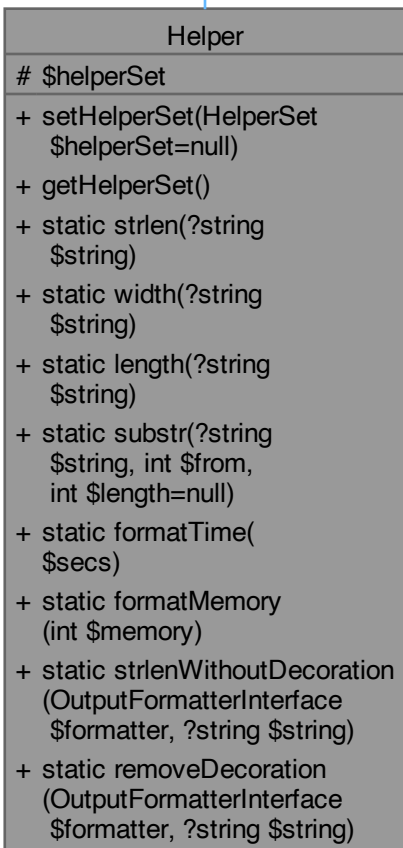 Helper
# $helperSet
+ setHelperSet(HelperSet
$helperSet=null)
+ getHelperSet()
+ static strlen(?string
$string)
+ static width(?string
$string)
+ static length(?string
$string)
+ static substr(?string
$string, int $from,
int $length=null)
+ static formatTime(
$secs)
+ static formatMemory
(int $memory)
+ static strlenWithoutDecoration
(OutputFormatterInterface
$formatter, ?string $string)
+ static removeDecoration
(OutputFormatterInterface
$formatter, ?string $string)